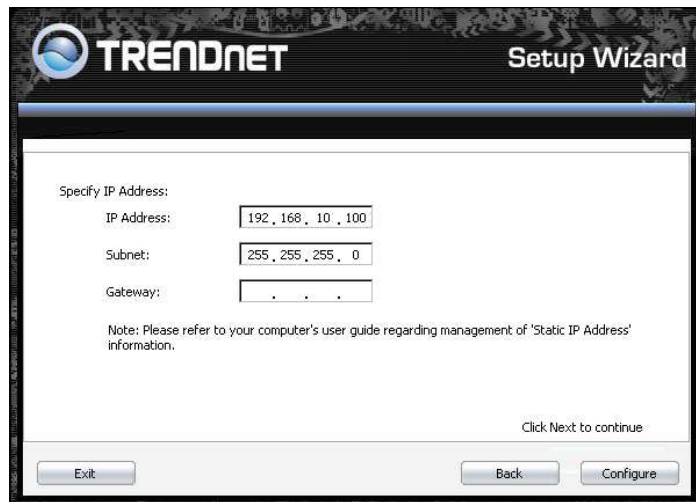 TRENDNET
Setup Wizard
Specify IP Address:
IP Address: 192 . 168 . 10 . 100
Subnet: 255 . 255 . 255 . 0
Gateway: . . .
Note: Please refer to your computer's user guide regarding management of 'Static IP Address'
information.
Click Next to continue
Exit
Back
Configure